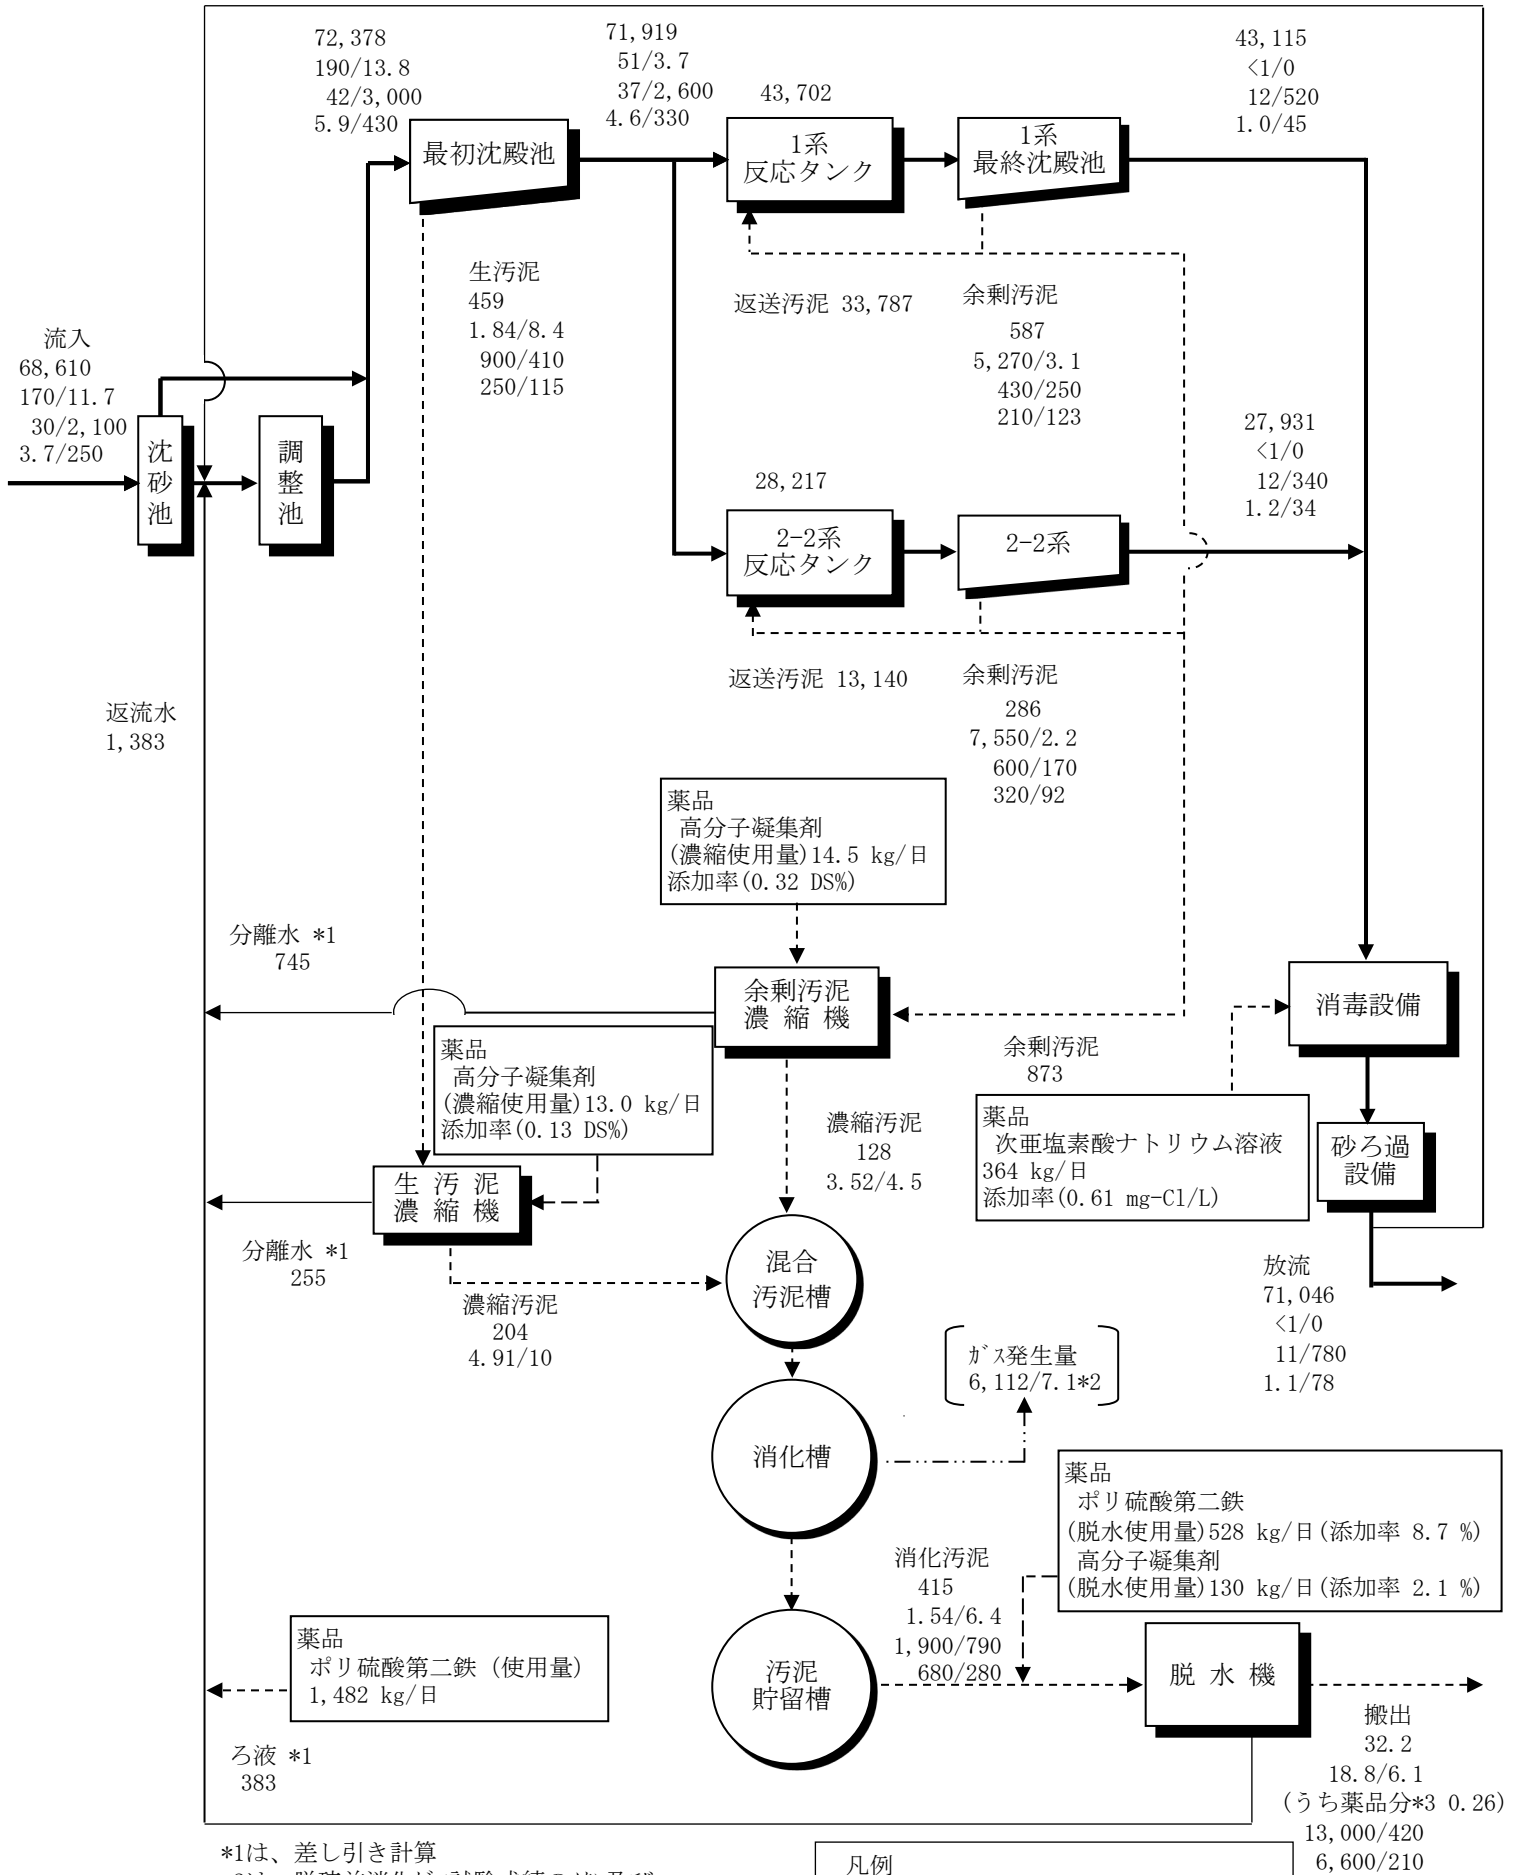 72,378
190/13.8
42/3,000
5.9/430
71,919
51/3.7
37/2,600
4.6/330
43,702
43,115
<1/0
12/520
1.0/45
最初沈殿池
1系
反応タンク
1系
最終沈殿池
生汚泥
459
1.84/8.4
900/410
250/115
返送汚泥 33,787
余剰汚泥
587
5,270/3.1
430/250
210/123
流入
68,610
170/11.7
30/2,100
3.7/250
沈砂池
調整池
27,931
<1/0
12/340
1.2/34
28,217
2-2系
反応タンク
2-2系
返送汚泥 13,140
余剰汚泥
286
7,550/2.2
600/170
320/92
返流水
1,383
薬品
高分子凝集剤
(濃縮使用量)14.5 kg/日
添加率(0.32 DS%)
分離水 *1
745
余剰汚泥
濃 縮 機
消毒設備
余剰汚泥
873
薬品
高分子凝集剤
(濃縮使用量)13.0 kg/日
添加率(0.13 DS%)
濃縮汚泥
128
3.52/4.5
薬品
次亜塩素酸ナトリウム溶液
364 kg/日
添加率(0.61 mg-Cl/L)
砂ろ過
設備
生 汚 泥
濃 縮 機
分離水 *1
255
濃縮汚泥
204
4.91/10
混合
汚泥槽
放流
71,046
<1/0
11/780
1.1/78
ガス発生量
6,112/7.1*2
消化槽
薬品
ポリ硫酸第二鉄
(脱水使用量)528 kg/日(添加率 8.7 %)
高分子凝集剤
(脱水使用量)130 kg/日(添加率 2.1 %)
消化汚泥
415
1.54/6.4
1,900/790
680/280
薬品
ポリ硫酸第二鉄 (使用量)
1,482 kg/日
汚泥
貯留槽
脱 水 機
ろ液 *1
383
搬出
32.2
18.8/6.1
(うち薬品分*3 0.26)
13,000/420
6,600/210
*1は、差し引き計算
凡例